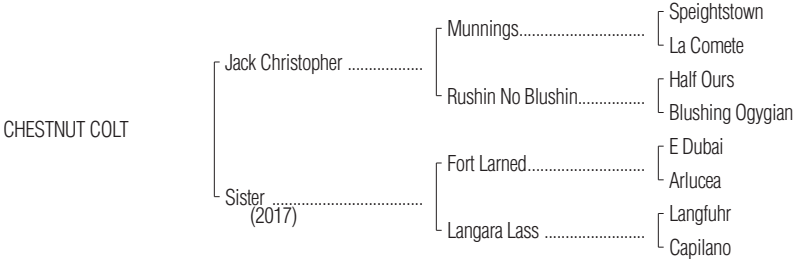 Speightstown
Munnings
La Comete
Jack Christopher
Half Ours
Rushin No Blushin
Blushing Ogygian
CHESTNUT COLT
E Dubai
Fort Larned
Arlucea
Sister
(2017)
Langfuhr
Langara Lass
Capilano